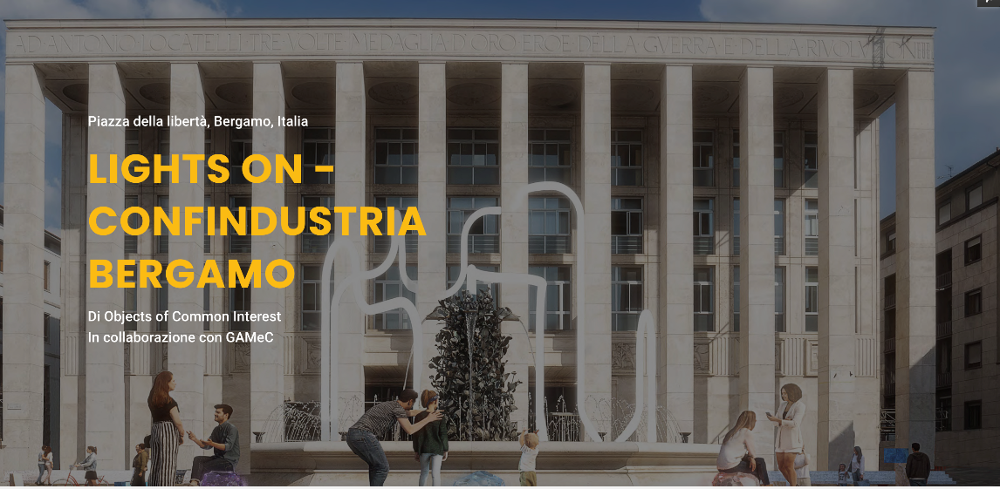 AD ANTONIO LOCATELLI TRE VOLTE MEDAGLIA D'ORO EROE DELLA GVERRA E DELLA RIVOLVZIONE
Piazza della libertà, Bergamo, Italia
LIGHTS ON -
CONFINDUSTRIA
BERGAMO
Di Objects of Common Interest
In collaborazione con GAMeC